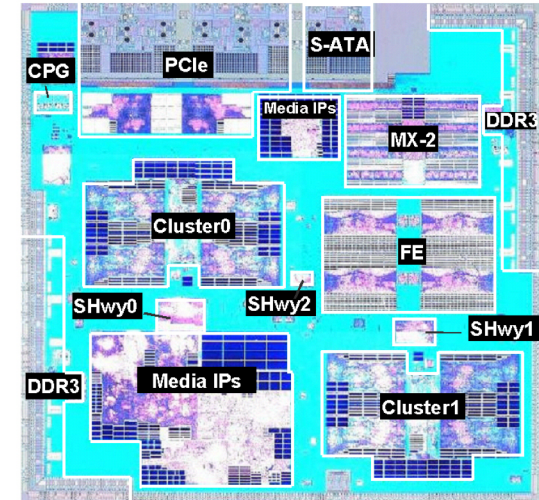 S-ATA
PCIe
CPG
Media IPs
DDR3
MX-2
Cluster0
FE
SHwy0
SHwy2
SHwy1
DDR3
Media IPs
Cluster1